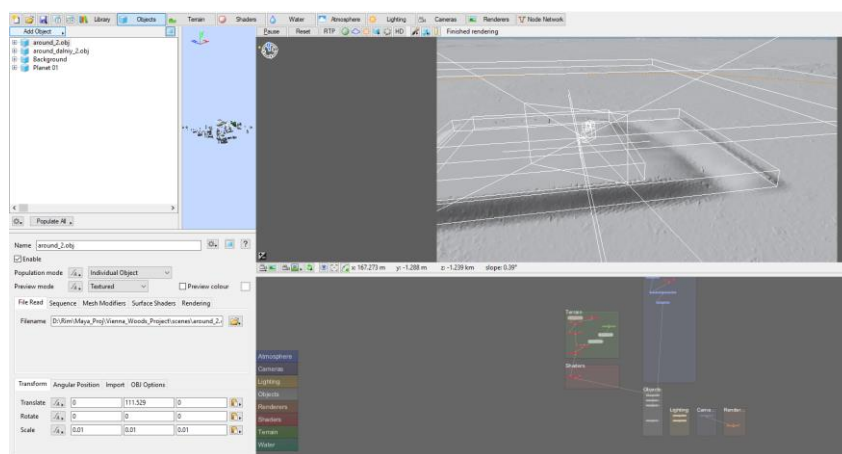 Library Objects Terrain Shaders Water Atmosphere Lighting Cameras Renderers Node Network
Add Object
Pause Reset RTP HD Finished rendering
around_2.obj
around_delniy_2.obj
Background
Planet 01
Populate All
Name around_2.obj
Enable
Population mode Individual Object
Preview mode Textured Preview colour
File Read Sequence Mesh Modifiers Surface Shaders Rendering
Filename D:\Rim\Maya_Proj\Vienna_Woods_Project\scenes\around_2.
Transform Angular Position Import OBJ Options
Translate 0 111.529 0
Rotate 0 0 0
Scale 0.01 0.01 0.01
x: 167.273 m y: -1.288 m z: -1.239 km slope: 0.39°
Atmosphere
Cameras
Lighting
Objects
Renderers
Shaders
Terrain
Water
Terrain
Shaders
Objects
Lighting Came... Render...